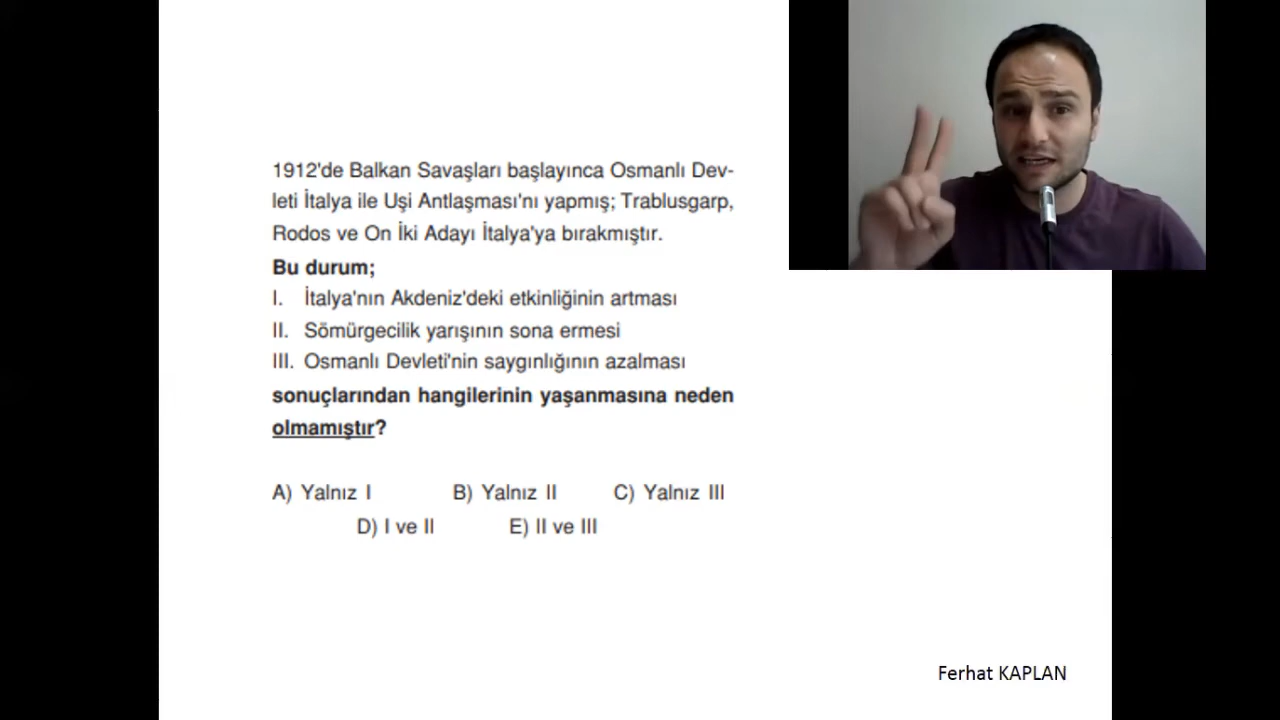 1912'de Balkan Savaşları başlayınca Osmanlı Dev-
leti İtalya ile Uşi Antlaşması'nı yapmış; Trablusgarp,
Rodos ve On İki Adayı İtalya'ya bırakmıştır.
Bu durum;
I. İtalya'nın Akdeniz'deki etkinliğinin artması
II. Sömürgecilik yarışının sona ermesi
III. Osmanlı Devleti'nin saygınlığının azalması
sonuçlarından hangilerinin yaşanmasına neden
olmamıştır?
A) Yalnız I B) Yalnız II C) Yalnız III
D) I ve II E) II ve III
Ferhat KAPLAN